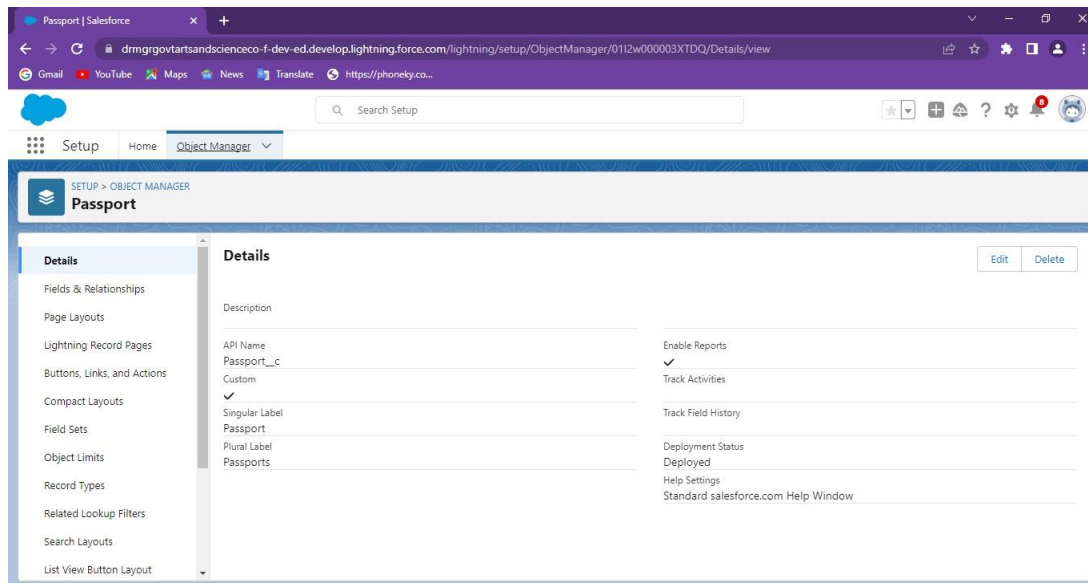 Passport | Salesforce
drmgrgovtartsandscienceco-f-dev-ed.develop.lightning.force.com/lightning/setup/ObjectManager/01I2w000003XTDQ/Details/view
Gmail YouTube Maps News Translate https://phoneky.co...
Search Setup
8
Setup Home Object Manager
SETUP > OBJECT MANAGER
Passport
Details
Fields & Relationships
Page Layouts
Lightning Record Pages
Buttons, Links, and Actions
Compact Layouts
Field Sets
Object Limits
Record Types
Related Lookup Filters
Search Layouts
List View Button Layout
Details
Edit Delete
Description
API Name
Passport__c
Custom
Singular Label
Passport
Plural Label
Passports
Enable Reports
Track Activities
Track Field History
Deployment Status
Deployed
Help Settings
Standard salesforce.com Help Window